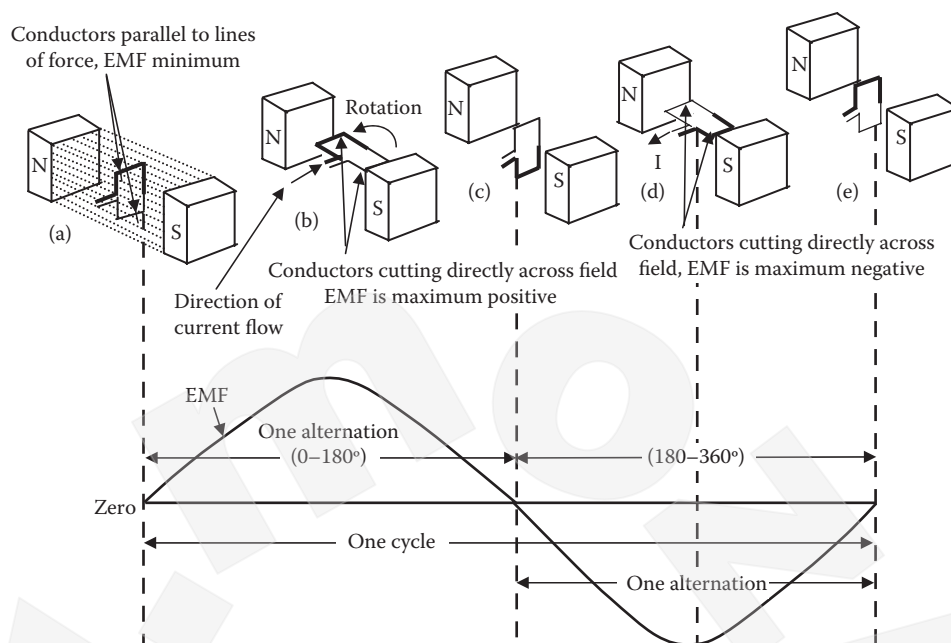 Conductors parallel to lines
of force, EMF minimum
N
S
(a)
N
Rotation
S
(b)
Direction of
current flow
Conductors cutting directly across field
EMF is maximum positive
N
S
(c)
N
I
S
(d)
Conductors cutting directly across
field, EMF is maximum negative
N
S
(e)
EMF
One alternation
(0–180°)
(180–360°)
Zero
One cycle
One alternation